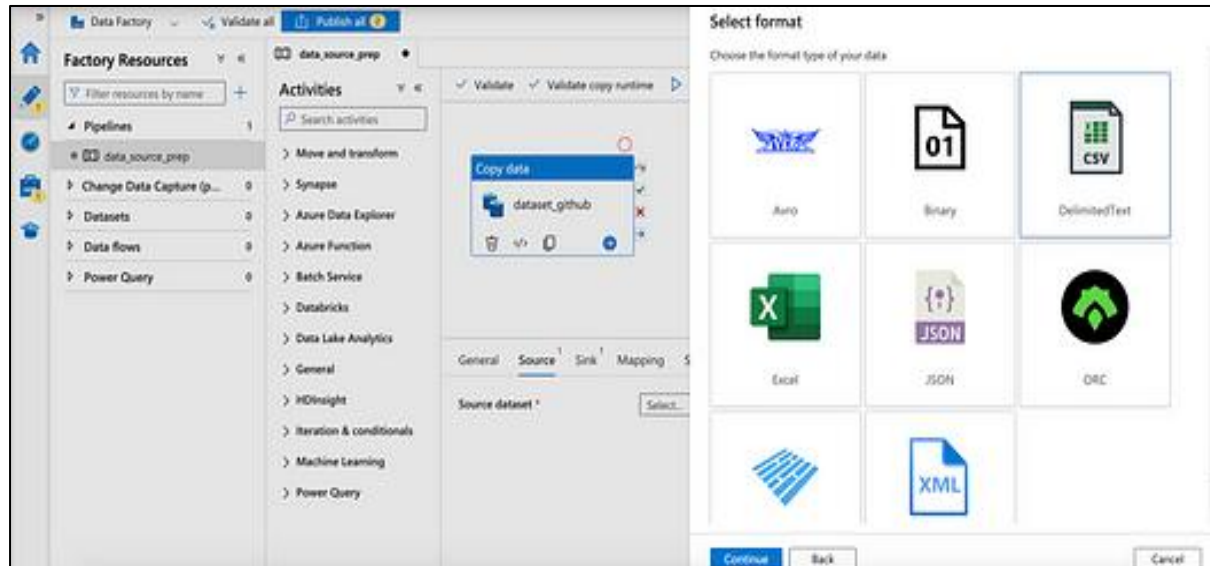 Data Factory
Validate all
Publish all 2
Factory Resources
Filter resources by name
Pipelines 1
data_source_prep
Change Data Capture (p... 0
Datasets 0
Data flows 0
Power Query 0
data_source_prep
Activities
Search activities
Move and transform
Synapse
Azure Data Explorer
Azure Function
Batch Service
Databricks
Data Lake Analytics
General
HDInsight
Iteration & conditionals
Machine Learning
Power Query
Validate
Validate copy runtime
Copy data
dataset_github
General Source 1 Sink 1 Mapping S
Source dataset *
Select...
Select format
Choose the format type of your data
AVRO 01 CSV
Avro Binary DelimitedText
X {:} JSON
Excel JSON ORC
XML
Continue Back Cancel